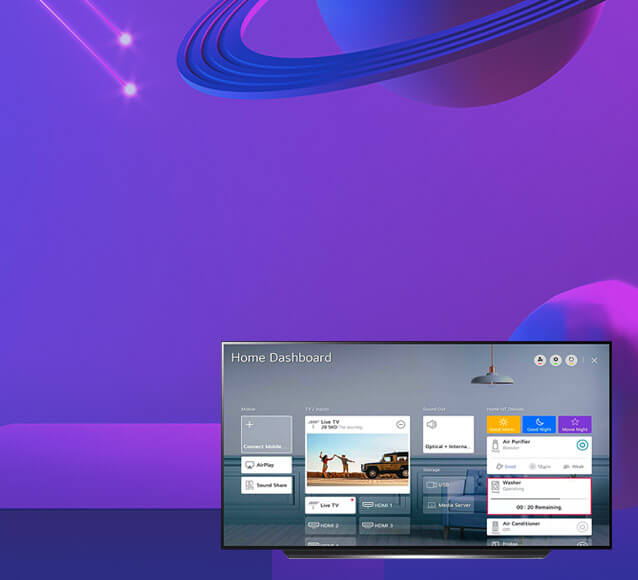 Home Dashboard
Mobile
Connect Mobile...
AirPlay
Sound Share
TV / Inputs
Live TV
Live TV
HDMI 1
HDMI 2
HDMI 3
Sound Out
Optical + Interna...
Storage
USB
Media Server
Home IoT Devices
Good Night
Movie Night
Air Purifier
Good
Weak
Washer
Operating
00 : 20 Remaining
Air Conditioner
Off